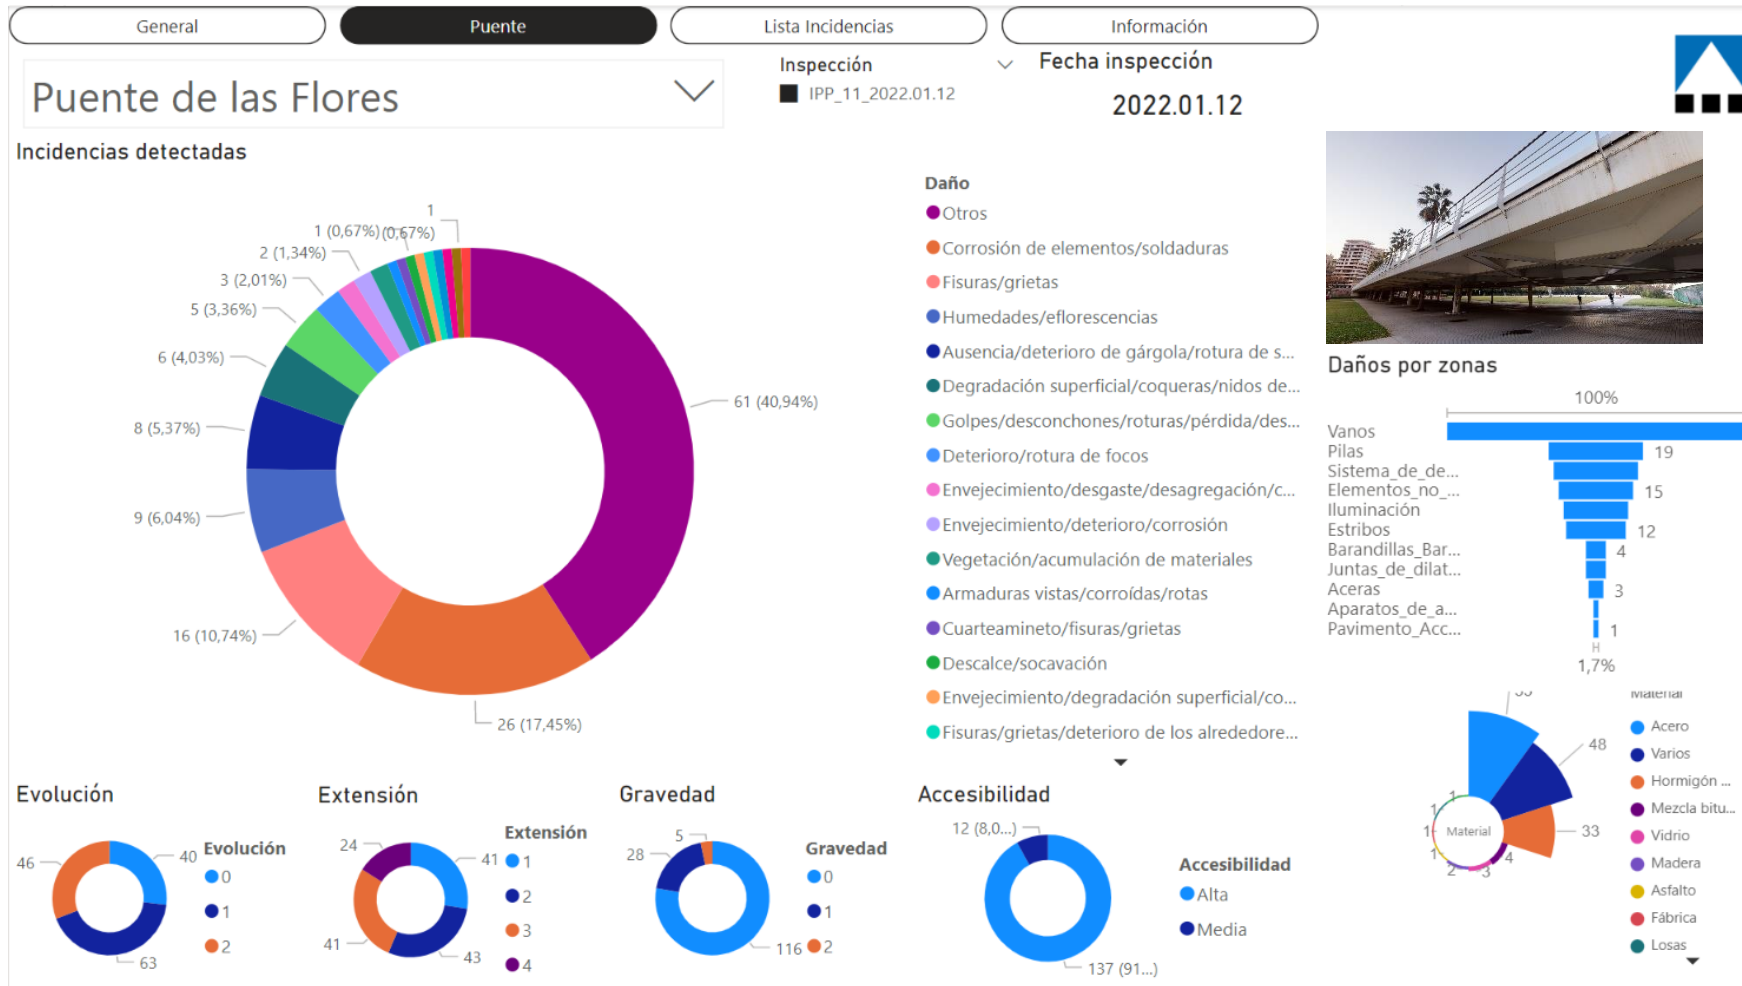 General
Puente
Lista Incidencias
Información
Puente de las Flores
Inspección
IPP_11_2022.01.12
Fecha inspección
2022.01.12
Incidencias detectadas
1
1 (0,67%)
(0,67%)
2 (1,34%)
3 (2,01%)
5 (3,36%)
6 (4,03%)
8 (5,37%)
9 (6,04%)
16 (10,74%)
26 (17,45%)
61 (40,94%)
Daño
Otros
Corrosión de elementos/soldaduras
Fisuras/grietas
Humedades/eflorescencias
Ausencia/deterioro de gárgola/rotura de s...
Degradación superficial/coqueras/nidos de...
Golpes/desconchones/roturas/pérdida/des...
Deterioro/rotura de focos
Envejecimiento/desgaste/desagregación/c...
Envejecimiento/deterioro/corrosión
Vegetación/acumulación de materiales
Armaduras vistas/corroídas/rotas
Cuarteamineto/fisuras/grietas
Descalce/socavación
Envejecimiento/degradación superficial/co...
Fisuras/grietas/deterioro de los alrededore...
Daños por zonas
100%
Vanos
Pilas 19
Sistema_de_de...
Elementos_no_... 15
Iluminación
Estribos 12
Barandillas_Bar... 4
Juntas_de_dilat...
Aceras 3
Aparatos_de_a...
Pavimento_Acc... 1
1,7%
Material
48
33
4
3
2
1
1
1
1
Material
Acero
Varios
Hormigón ...
Mezcla bitu...
Vidrio
Madera
Asfalto
Fábrica
Losas
Evolución
46
40
63
Evolución
0
1
2
Extensión
24
41
41
43
Extensión
1
2
3
4
Gravedad
5
28
116
Gravedad
0
1
2
Accesibilidad
12 (8,0...)
137 (91...)
Accesibilidad
Alta
Media